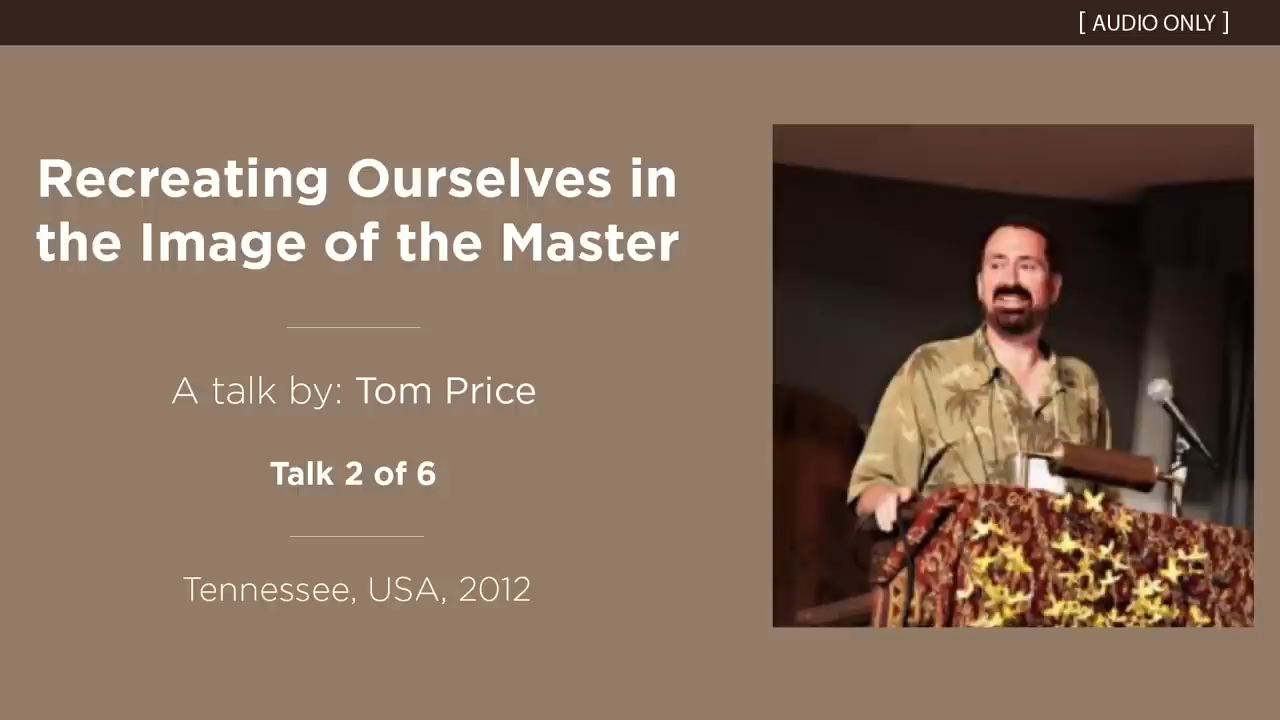 [ AUDIO ONLY ]
Recreating Ourselves in
the Image of the Master
A talk by: Tom Price
Talk 2 of 6
Tennessee, USA, 2012